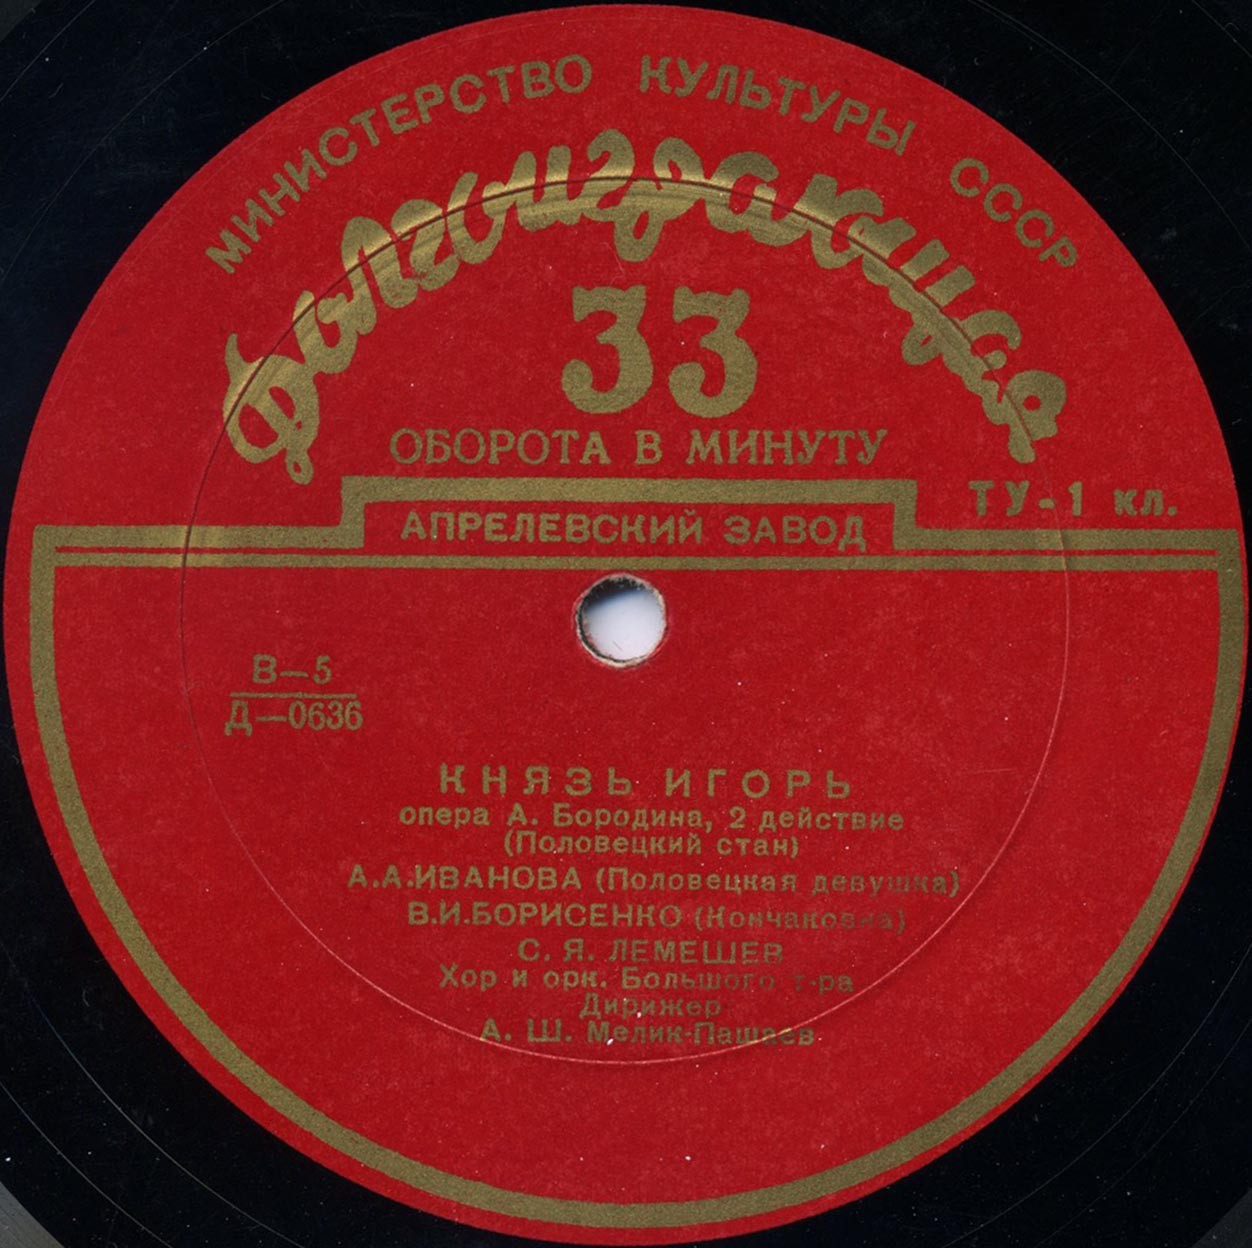 МИНИСТЕРСТВО КУЛЬТУРЫ СССР
Долгоиграющая
33
ОБОРОТА В МИНУТУ
ТУ-1 кл.
АПРЕЛЕВСКИЙ ЗАВОД
В—5
Д—0636
КНЯЗЬ ИГОРЬ
опера А. Бородина, 2 действие
(Половецкий стан)
А.А.ИВАНОВА (Половецкая девушка)
В.И.БОРИСЕНКО (Кончаковна)
С. Я. ЛЕМЕШЕВ
Хор и орк. Большого т-ра
Дирижер
А. Ш. Мелик-Пашаев